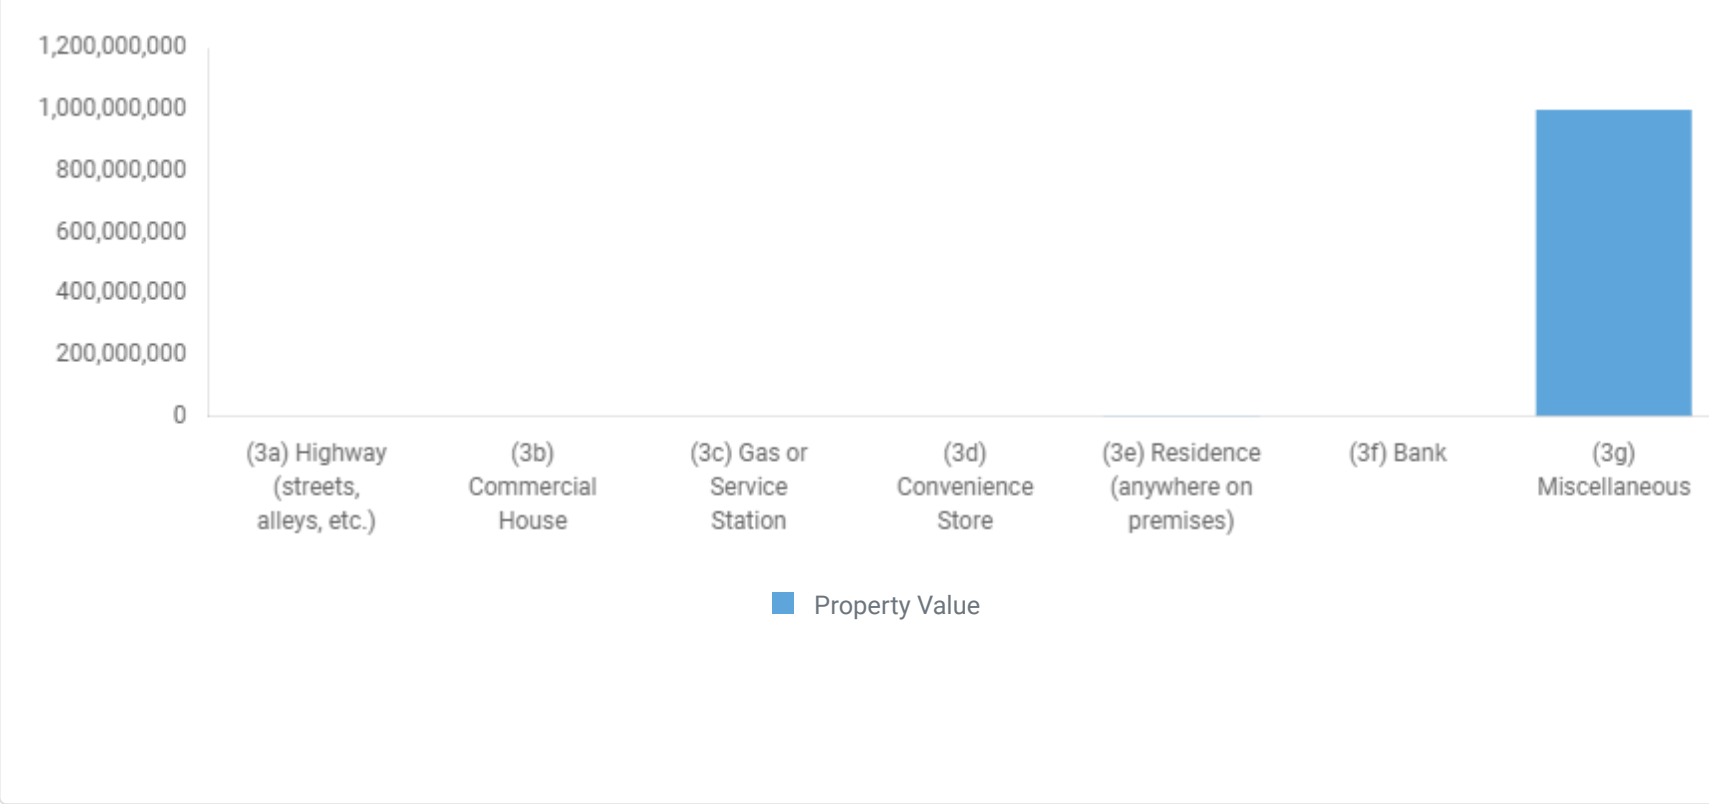 1,200,000,000
1,000,000,000
800,000,000
600,000,000
400,000,000
200,000,000
0
(3a) Highway
(streets,
alleys, etc.)
(3b)
Commercial
House
(3c) Gas or
Service
Station
(3d)
Convenience
Store
(3e) Residence
(anywhere on
premises)
(3f) Bank
(3g)
Miscellaneous
Property Value